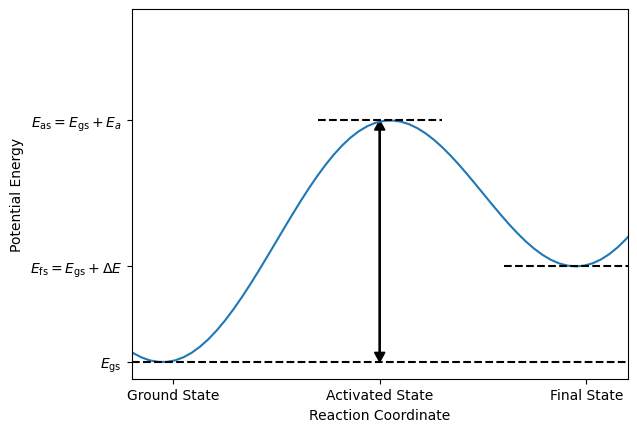 E_as = E_gs + E_a
E_fs = E_gs + ΔE
E_gs
Potential Energy
Ground State
Activated State
Final State
Reaction Coordinate